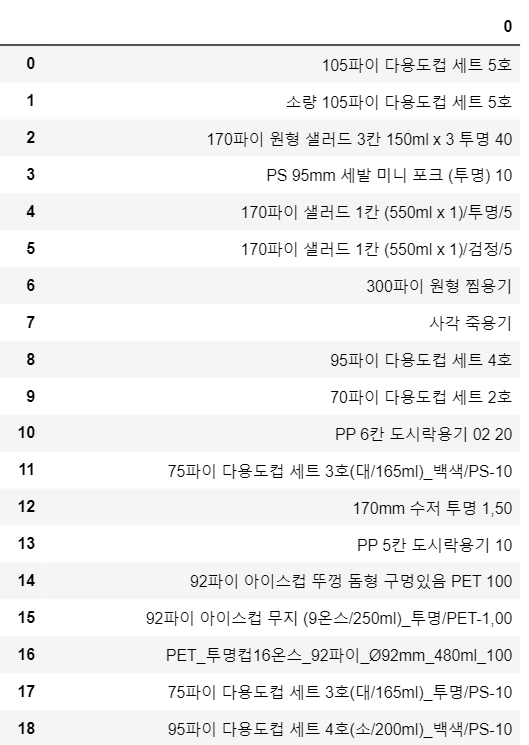 0
0 105파이 다용도컵 세트 5호
1 소량 105파이 다용도컵 세트 5호
2 170파이 원형 샐러드 3칸 150ml x 3 투명 40
3 PS 95mm 세발 미니 포크 (투명) 10
4 170파이 샐러드 1칸 (550ml x 1)/투명/5
5 170파이 샐러드 1칸 (550ml x 1)/검정/5
6 300파이 원형 찜용기
7 사각 죽용기
8 95파이 다용도컵 세트 4호
9 70파이 다용도컵 세트 2호
10 PP 6칸 도시락용기 02 20
11 75파이 다용도컵 세트 3호(대/165ml)_백색/PS-10
12 170mm 수저 투명 1,50
13 PP 5칸 도시락용기 10
14 92파이 아이스컵 뚜껑 돔형 구멍있음 PET 100
15 92파이 아이스컵 무지 (9온스/250ml)_투명/PET-1,00
16 PET_투명컵16온스_92파이_Ø92mm_480ml_100
17 75파이 다용도컵 세트 3호(대/165ml)_투명/PS-10
18 95파이 다용도컵 세트 4호(소/200ml)_백색/PS-10